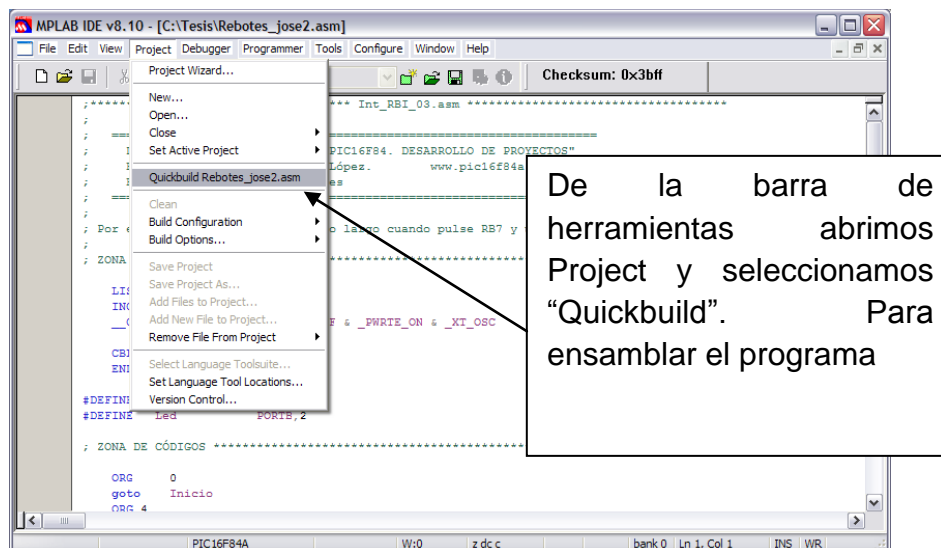 MPLAB IDE v8.10 - [C:\Tesis\Rebotes_jose2.asm]
File Edit View Project Debugger Programmer Tools Configure Window Help
Checksum: 0x3bff
Project Wizard...
New...
Open...
Close
Set Active Project
Quickbuild Rebotes_jose2.asm
Clean
Build Configuration
Build Options...
Save Project
Save Project As...
Add Files to Project...
Add New File to Project...
Remove File From Project
Select Language Toolsuite...
Set Language Tool Locations...
Version Control...
;***** *** Int_RBI_03.asm ************************************
;
; == =====================================
; PIC16F84. DESARROLLO DE PROYECTOS"
; López. www.pic16f84a
; es
; ==
;
; Por e o largo cuando pulse RB7 y
;
; ZONA
F & _PWRTE_ON & _XT_OSC
#DEFINE Led PORTB,2
; ZONA DE CÓDIGOS *******************************************
ORG 0
goto Inicio
ORG 4
De la barra de
herramientas abrimos
Project y seleccionamos
“Quickbuild”. Para
ensamblar el programa
PIC16F84A W:0 z dc c bank 0 Ln 1, Col 1 INS WR